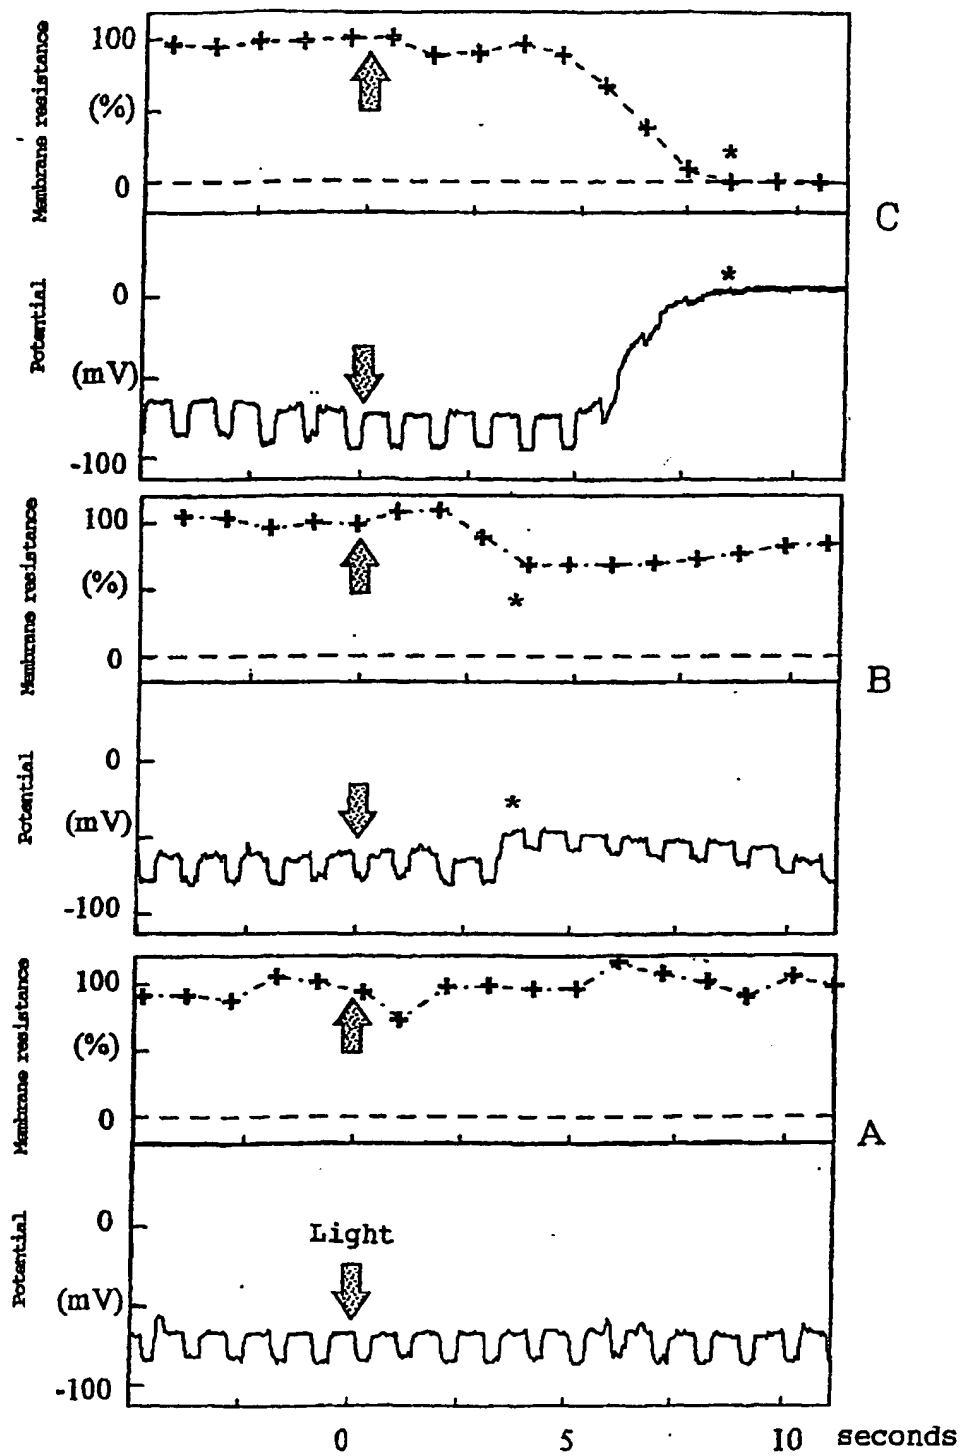 Membrane resistance
100
(%)
0
*
C
Potential
0
*
(mV)
-100
Membrane resistance
100
(%)
*
0
B
Potential
0
*
(mV)
-100
Membrane resistance
100
(%)
0
A
Potential
0
Light
(mV)
-100
0 5 10 seconds